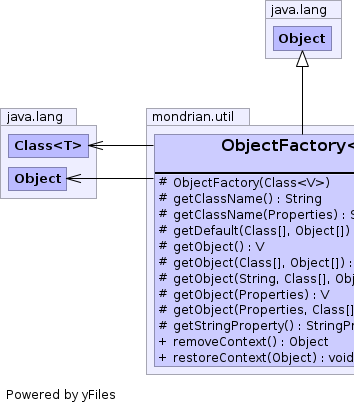 java.lang
Object
java.lang
Class<T>
Object
mondrian.util
ObjectFactory<
# ObjectFactory(Class<V>)
# getClassName() : String
# getClassName(Properties) : S
# getDefault(Class[], Object[])
# getObject() : V
# getObject(Class[], Object[]) :
# getObject(String, Class[], Obj
# getObject(Properties) : V
# getObject(Properties, Class[]
# getStringProperty() : StringPr
+ removeContext() : Object
+ restoreContext(Object) : void
Powered by yFiles